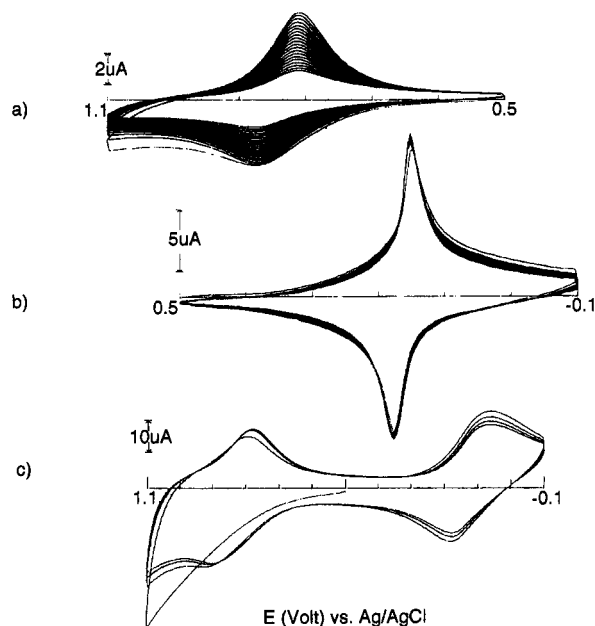 2uA
1.1
0.5
a)
5uA
0.5
-0.1
b)
10uA
1.1
-0.1
c)
E (Volt) vs. Ag/AgCl